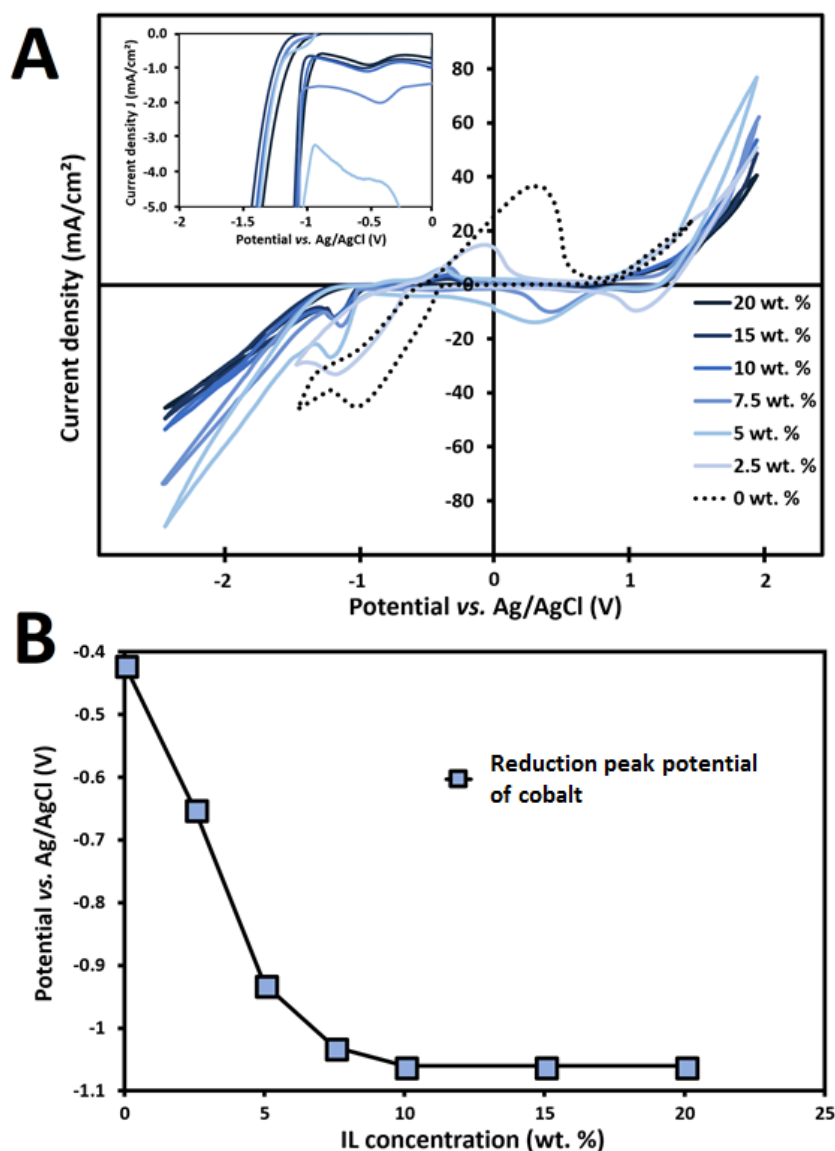 A
Current density (mA/cm²)
80
60
40
20
0
-20
-40
-60
-80
-2
-1
0
1
2
Potential vs. Ag/AgCl (V)
Current density J (mA/cm²)
0.0
-1.0
-2.0
-3.0
-4.0
-5.0
-2
-1.5
-1
-0.5
0
Potential vs. Ag/AgCl (V)
20 wt. %
15 wt. %
10 wt. %
7.5 wt. %
5 wt. %
2.5 wt. %
0 wt. %
B
Potential vs. Ag/AgCl (V)
-0.4
-0.5
-0.6
-0.7
-0.8
-0.9
-1
-1.1
Reduction peak potential
of cobalt
0
5
10
15
20
25
IL concentration (wt. %)